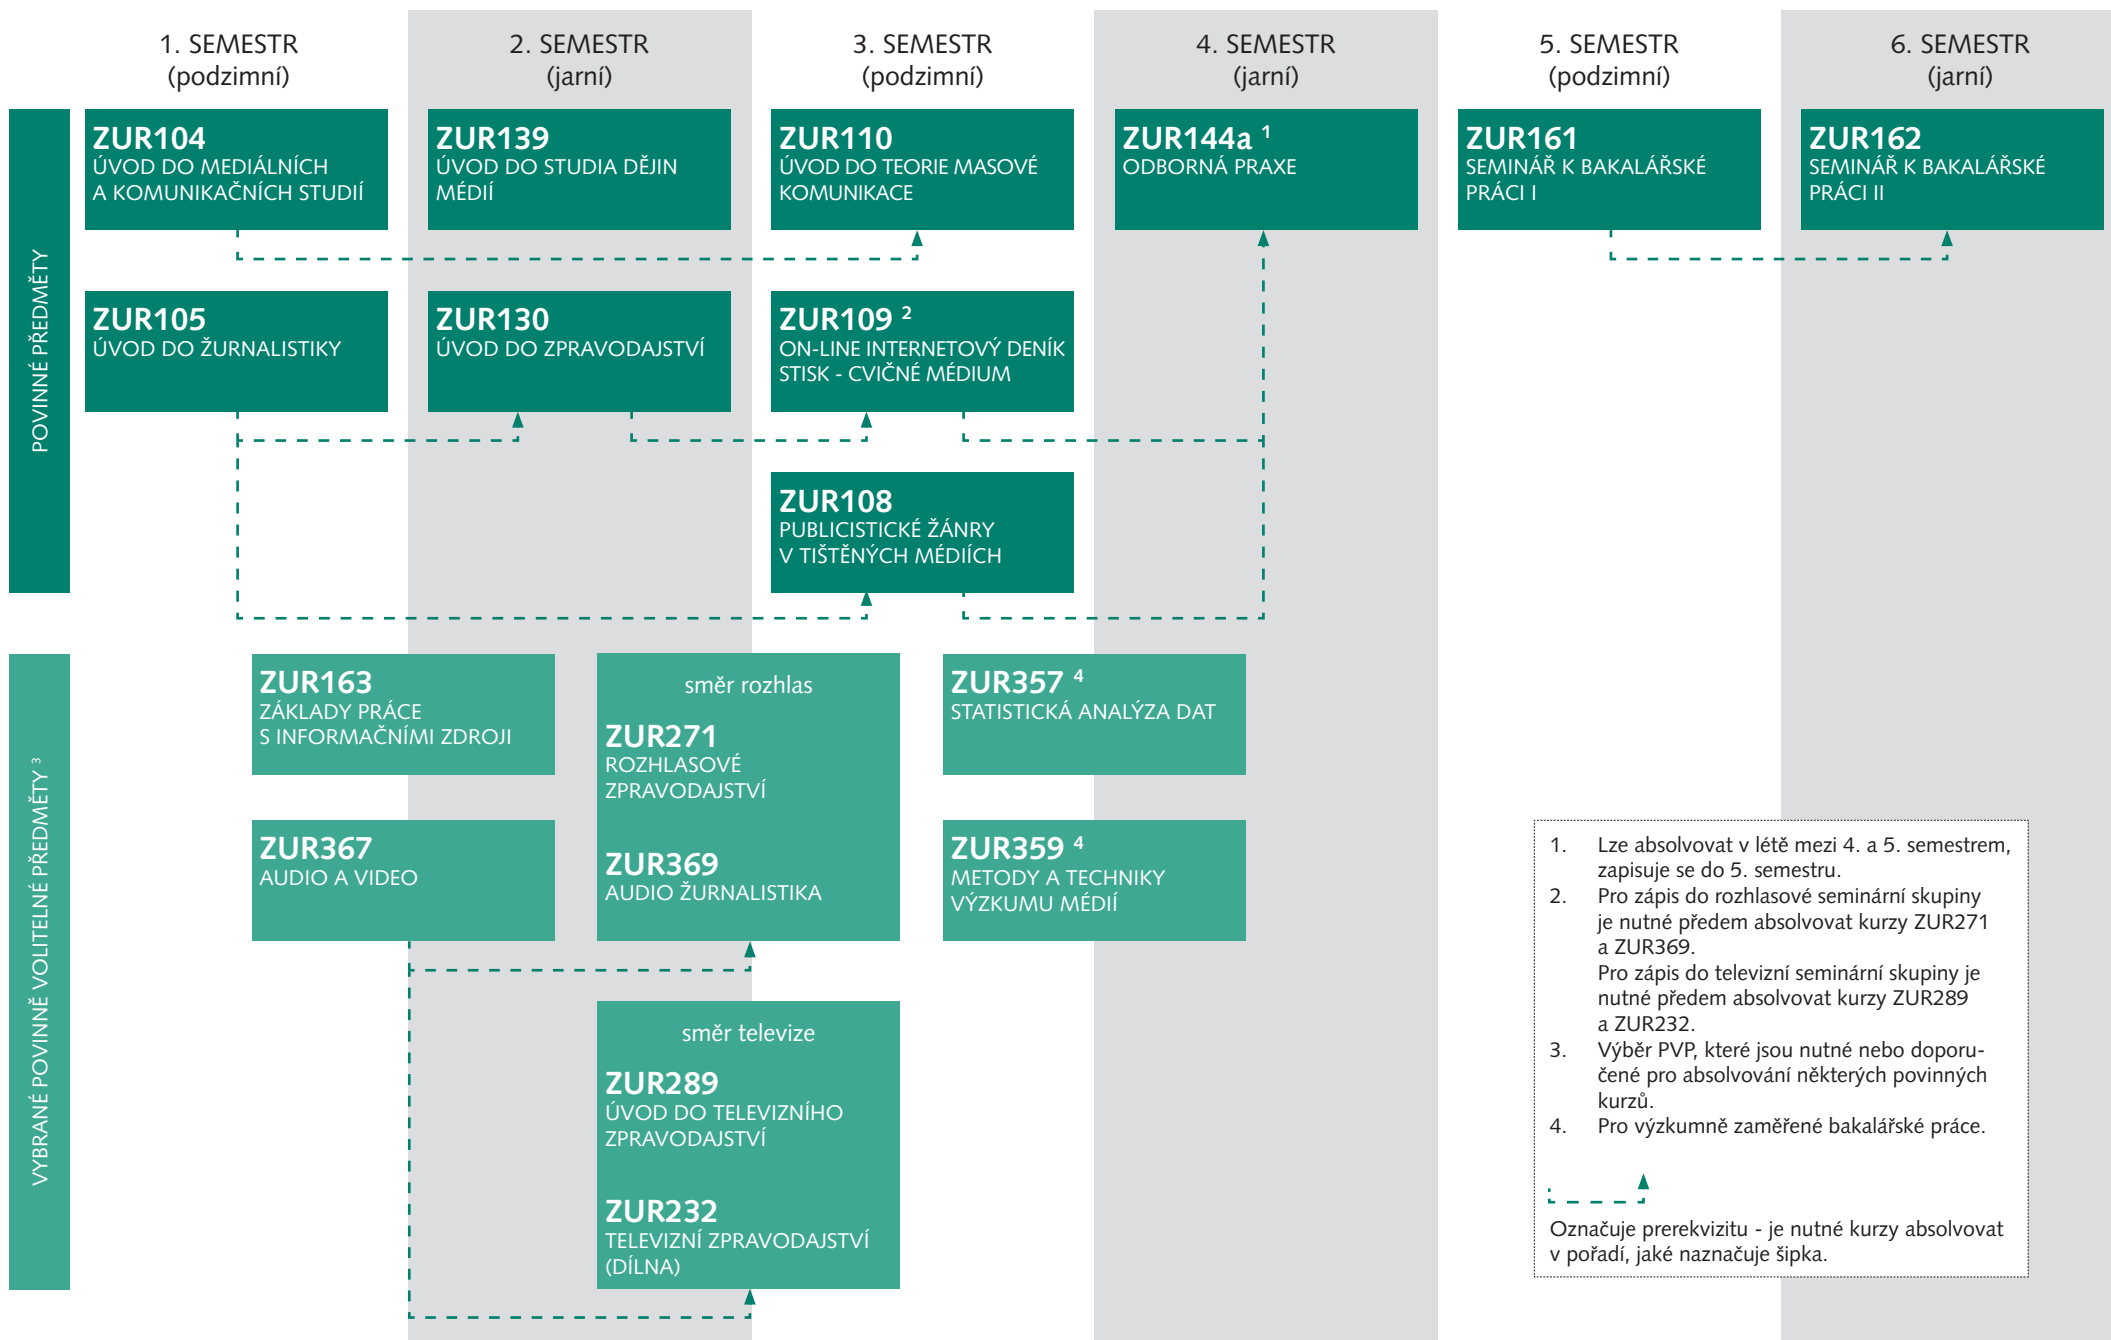 1. SEMESTR
(podzimní)
2. SEMESTR
(jarní)
3. SEMESTR
(podzimní)
4. SEMESTR
(jarní)
5. SEMESTR
(podzimní)
6. SEMESTR
(jarní)
POVINNÉ PŘEDMĚTY
ZUR104
ÚVOD DO MEDIÁLNÍCH
A KOMUNIKAČNÍCH STUDIÍ
ZUR139
ÚVOD DO STUDIA DĚJIN
MÉDIÍ
ZUR110
ÚVOD DO TEORIE MASOVÉ
KOMUNIKACE
ZUR144a 1
ODBORNÁ PRAXE
ZUR161
SEMINÁŘ K BAKALÁŘSKÉ
PRÁCI I
ZUR162
SEMINÁŘ K BAKALÁŘSKÉ
PRÁCI II
ZUR105
ÚVOD DO ŽURNALISTIKY
ZUR130
ÚVOD DO ZPRAVODAJSTVÍ
ZUR109 2
ON-LINE INTERNETOVÝ DENÍK
STISK - CVIČNÉ MÉDIUM
ZUR108
PUBLICISTICKÉ ŽÁNRY
V TIŠTĚNÝCH MÉDIÍCH
VYBRANÉ POVINNĚ VOLITELNÉ PŘEDMĚTY 3
ZUR163
ZÁKLADY PRÁCE
S INFORMAČNÍMI ZDROJI
ZUR367
AUDIO A VIDEO
směr rozhlas
ZUR271
ROZHLASOVÉ
ZPRAVODAJSTVÍ
ZUR369
AUDIO ŽURNALISTIKA
směr televize
ZUR289
ÚVOD DO TELEVIZNÍHO
ZPRAVODAJSTVÍ
ZUR232
TELEVIZNÍ ZPRAVODAJSTVÍ
(DÍLNA)
ZUR357 4
STATISTICKÁ ANALÝZA DAT
ZUR359 4
METODY A TECHNIKY
VÝZKUMU MÉDIÍ
1. Lze absolvovat v létě mezi 4. a 5. semestrem,
zapisuje se do 5. semestru.
2. Pro zápis do rozhlasové seminární skupiny
je nutné předem absolvovat kurzy ZUR271
a ZUR369.
Pro zápis do televizní seminární skupiny je
nutné předem absolvovat kurzy ZUR289
a ZUR232.
3. Výběr PVP, které jsou nutné nebo doporu-
čené pro absolvování některých povinných
kurzů.
4. Pro výzkumně zaměřené bakalářské práce.
Označuje prerekvizitu - je nutné kurzy absolvovat
v pořadí, jaké naznačuje šipka.